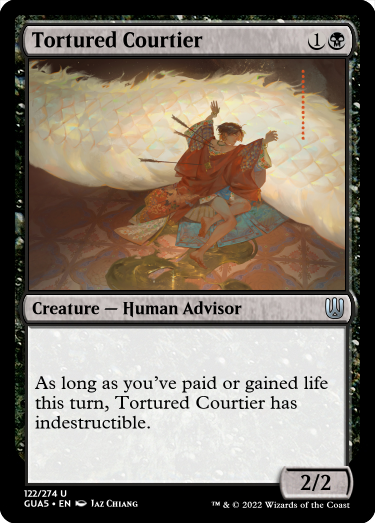 Tortured Courtier 1
Creature — Human Advisor
As long as you've paid or gained life
this turn, Tortured Courtier has
indestructible.
2/2
122/274 U
GUA5 • EN Jaz Chiang
™ & © 2022 Wizards of the Coast